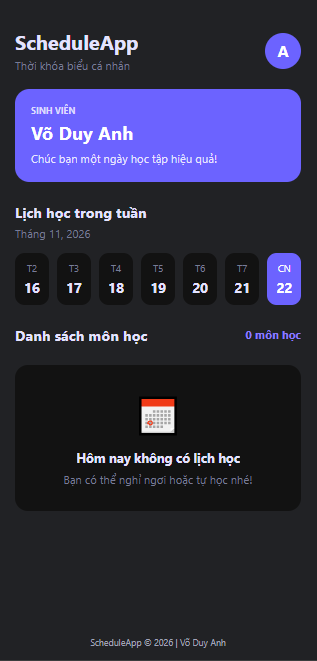 ScheduleApp
A
Thời khóa biểu cá nhân
SINH VIÊN
Võ Duy Anh
Chúc bạn một ngày học tập hiệu quả!
Lịch học trong tuần
Tháng 11, 2026
T2 T3 T4 T5 T6 T7 CN
16 17 18 19 20 21 22
Danh sách môn học 0 môn học
Hôm nay không có lịch học
Bạn có thể nghỉ ngơi hoặc tự học nhé!
ScheduleApp © 2026 | Võ Duy Anh